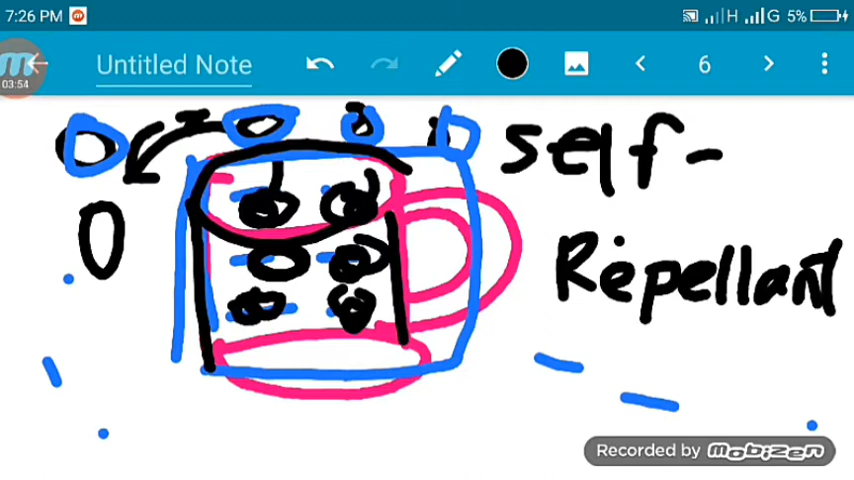 7:26 PM
H G 5%
03:54
Untitled Note
6
self-
Repellant
Recorded by MOBIZEN